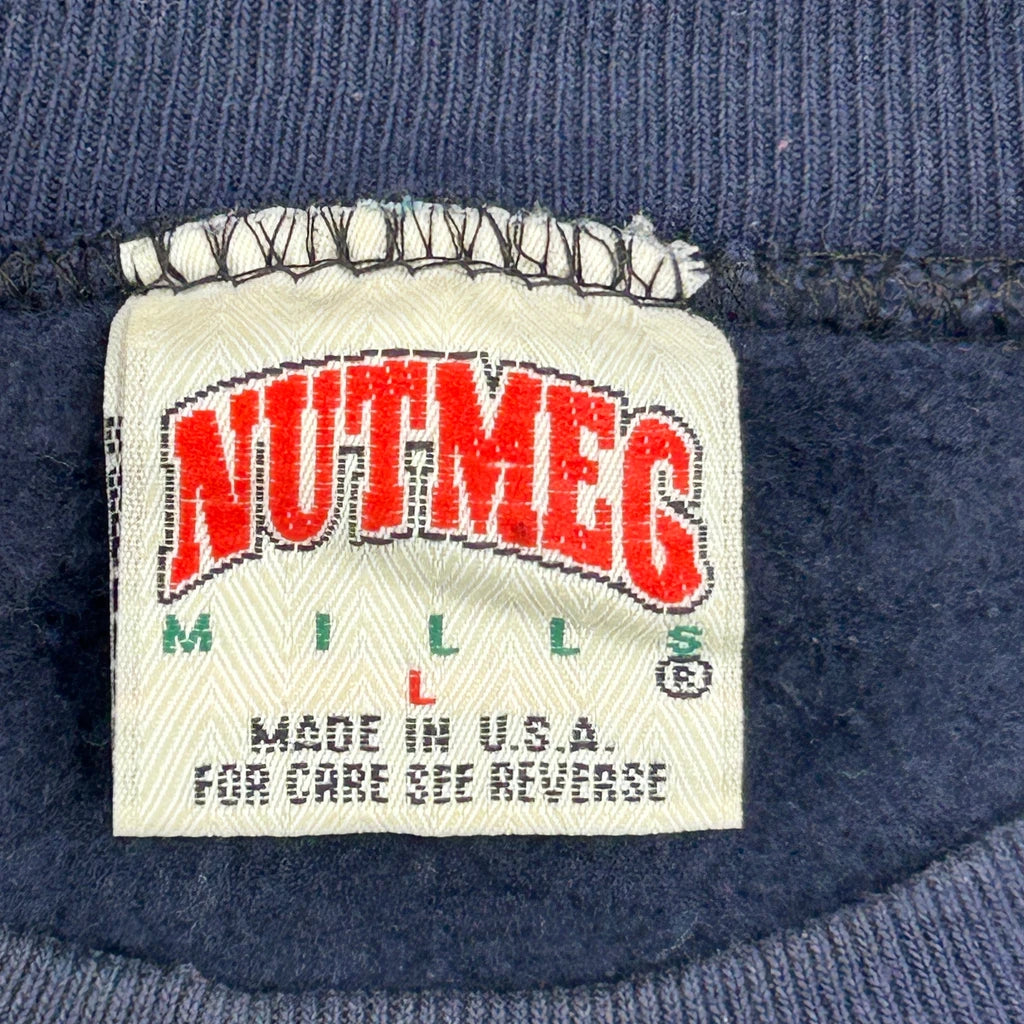 NUTMEG
MILLS
®
L
MADE IN U.S.A.
FOR CARE SEE REVERSE